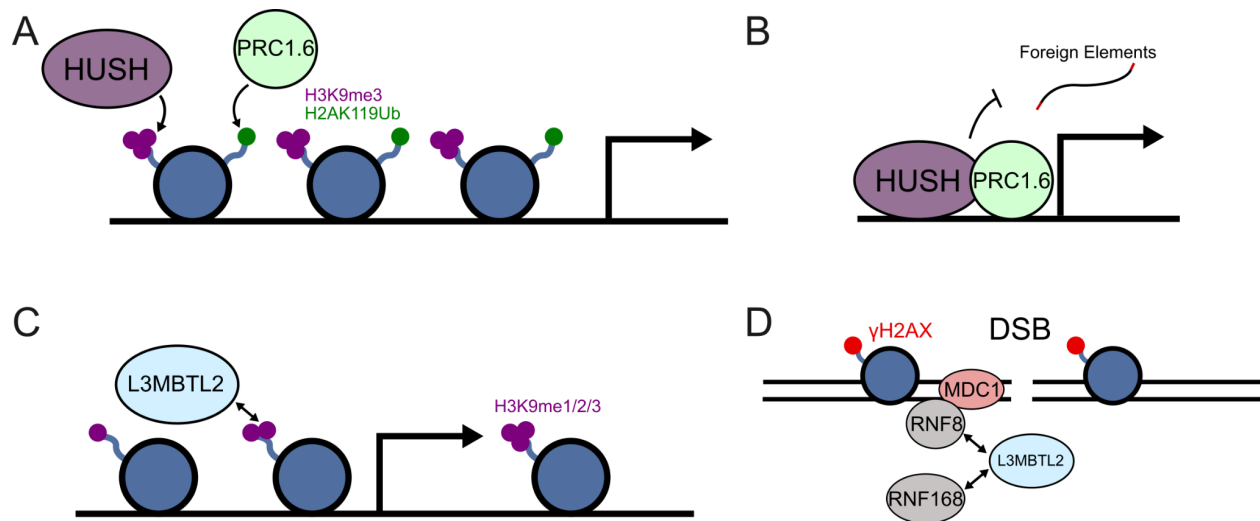 A
HUSH
PRC1.6
H3K9me3
H2AK119Ub
B
Foreign Elements
HUSH
PRC1.6
C
L3MBTL2
H3K9me1/2/3
D
γH2AX
DSB
MDC1
RNF8
L3MBTL2
RNF168